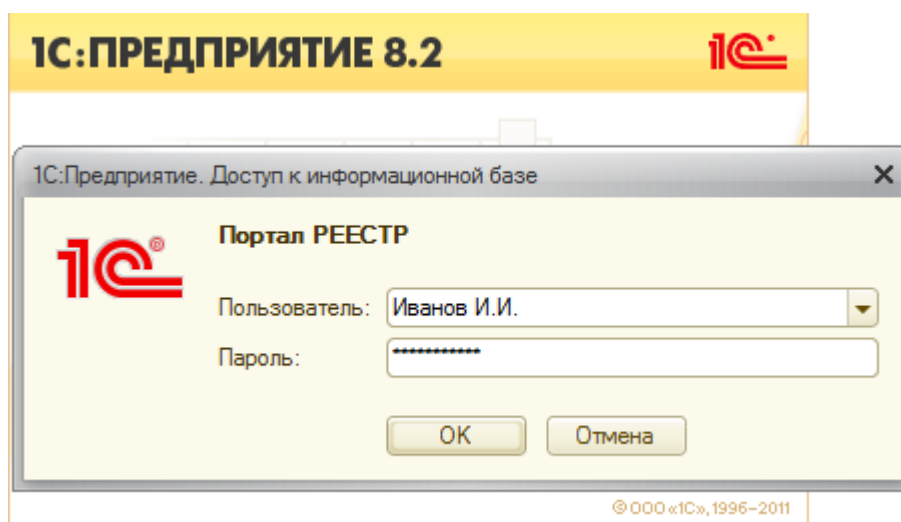 1С:ПРЕДПРИЯТИЕ 8.2 1С
1С:Предприятие. Доступ к информационной базе
1С®
Портал РЕЕСТР
Пользователь: Иванов И.И.
Пароль: ***********
OK Отмена
© ООО «1С», 1996-2011